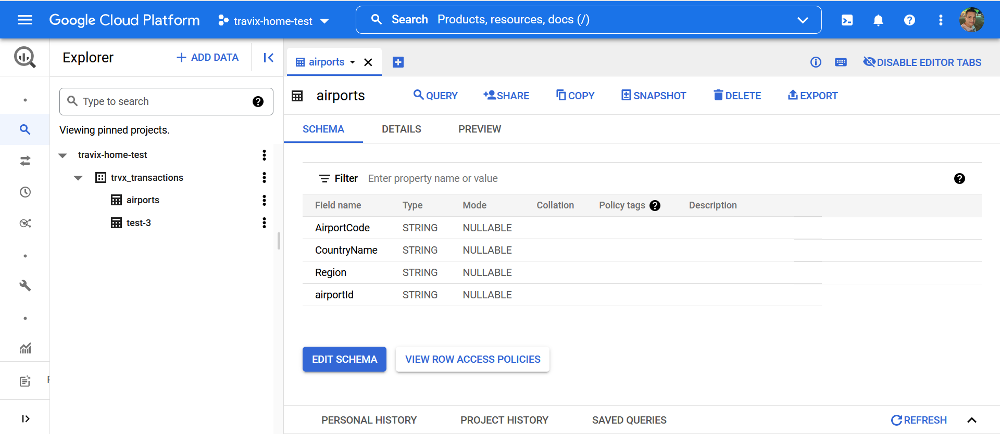 Google Cloud Platform travix-home-test Search Products, resources, docs (/)
Explorer ADD DATA
airports DISABLE EDITOR TABS
airports QUERY SHARE COPY SNAPSHOT DELETE EXPORT
Type to search
Viewing pinned projects.
travix-home-test
trvx_transactions
airports
test-3
SCHEMA DETAILS PREVIEW
Filter Enter property name or value
Field name Type Mode Collation Policy tags Description
AirportCode STRING NULLABLE
CountryName STRING NULLABLE
Region STRING NULLABLE
airportId STRING NULLABLE
EDIT SCHEMA VIEW ROW ACCESS POLICIES
PERSONAL HISTORY PROJECT HISTORY SAVED QUERIES REFRESH